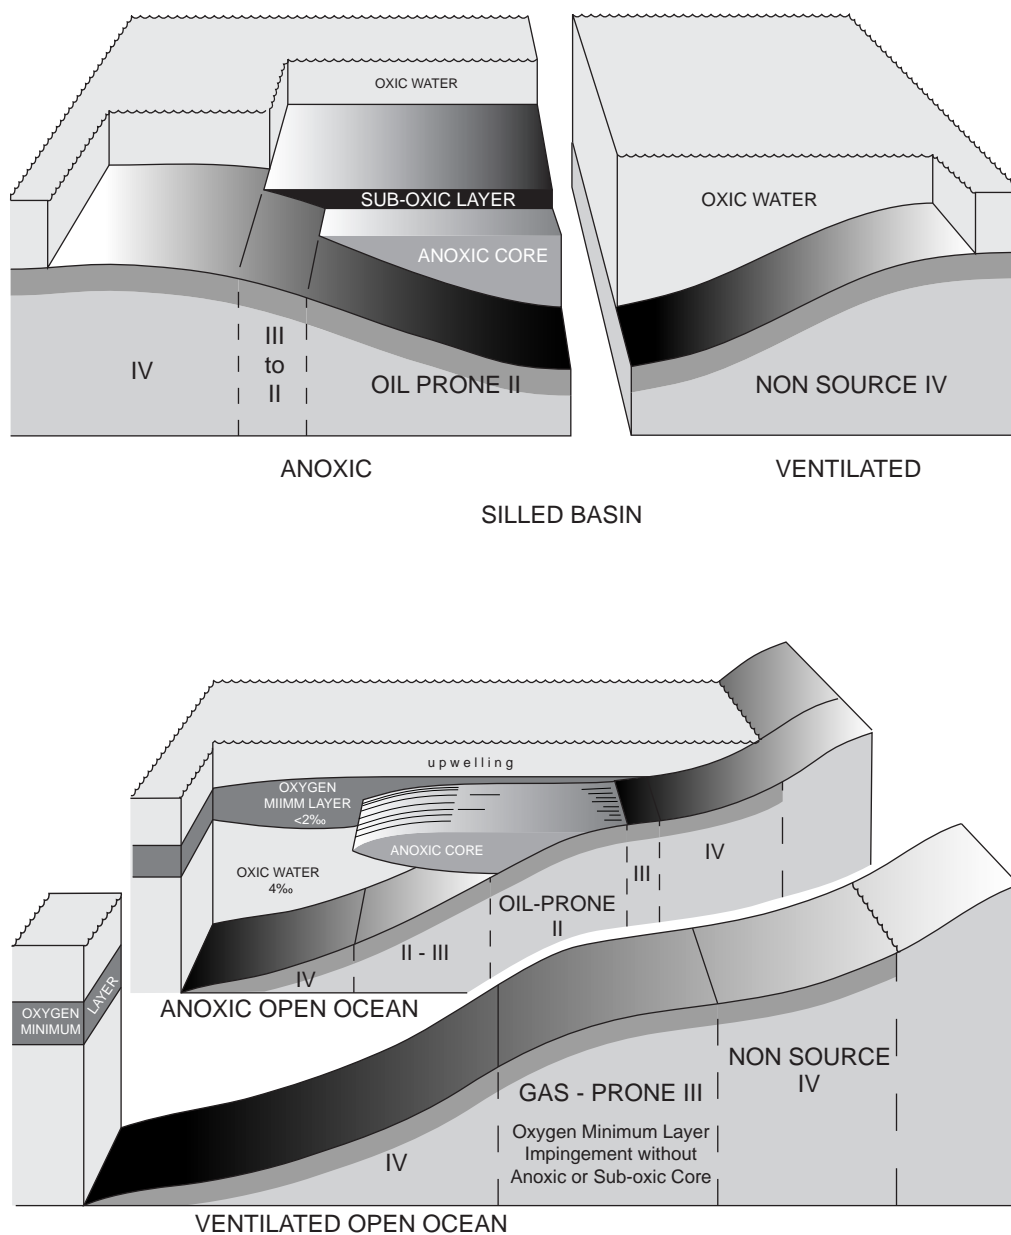 OXIC WATER
SUB-OXIC LAYER
ANOXIC CORE
IV
III
to
II
OIL PRONE II
ANOXIC
OXIC WATER
NON SOURCE IV
VENTILATED
SILLED BASIN
upwelling
OXYGEN
MIIMM LAYER
<2‰
ANOXIC CORE
OXIC WATER
4‰
IV
II - III
OIL-PRONE
II
III
IV
ANOXIC OPEN OCEAN
OXYGEN
MINIMUM
LAYER
IV
GAS - PRONE III
Oxygen Minimum Layer
Impingement without
Anoxic or Sub-oxic Core
NON SOURCE
IV
VENTILATED OPEN OCEAN